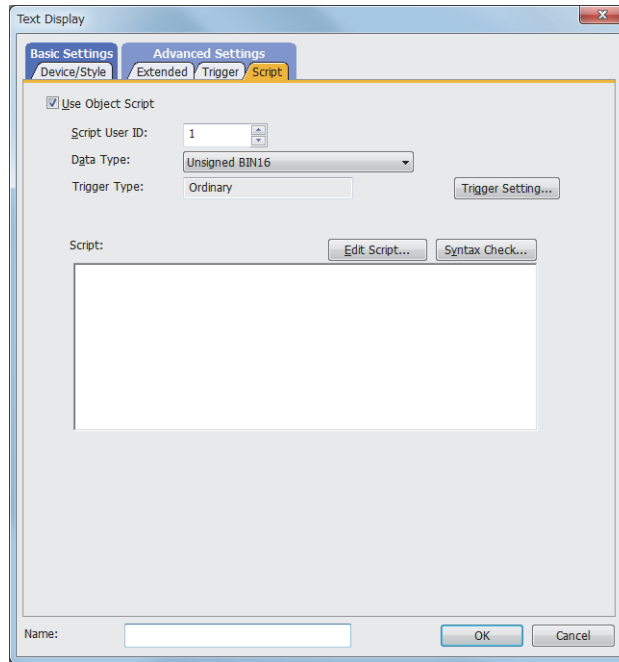 Text Display
Basic Settings
Advanced Settings
Device/Style
Extended
Trigger
Script
Use Object Script
Script User ID:
1
Data Type:
Unsigned BIN16
Trigger Type:
Ordinary
Trigger Setting...
Script:
Edit Script...
Syntax Check...
Name:
OK
Cancel